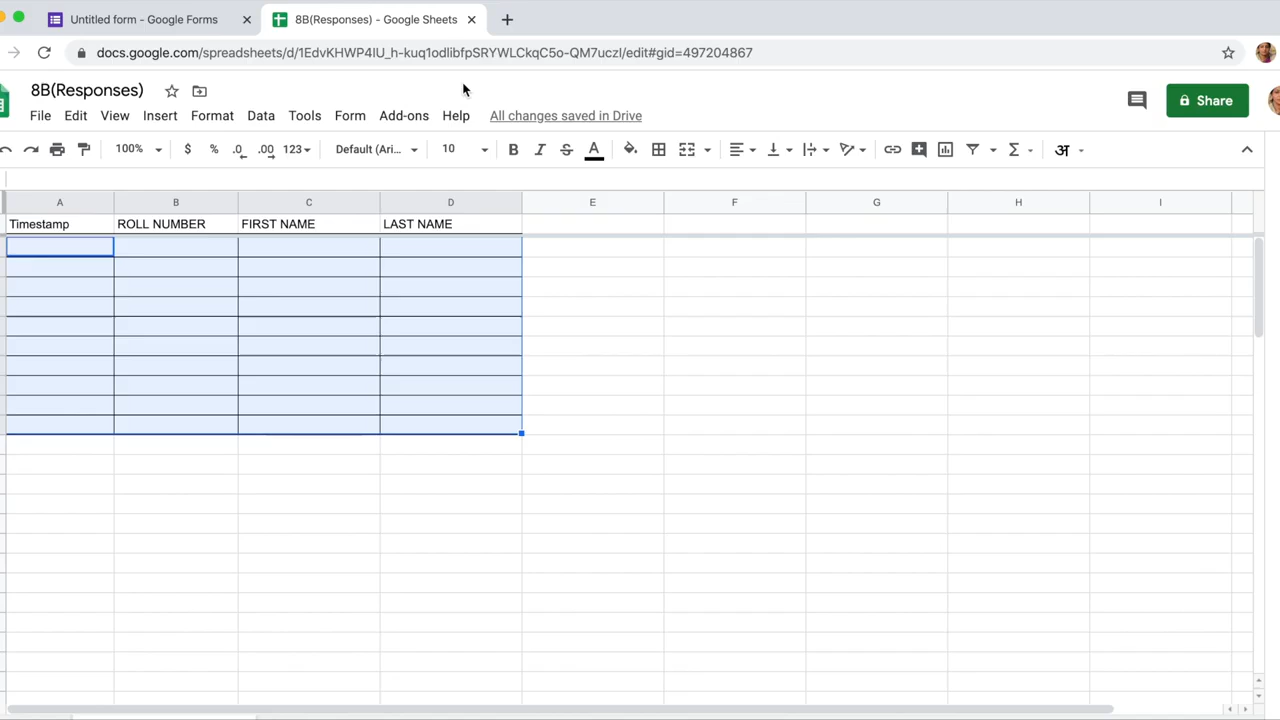 Untitled form - Google Forms
8B(Responses) - Google Sheets
docs.google.com/spreadsheets/d/1EdvKHWP4IU_h-kuq1odlibfpSRYWLCkqC5o-QM7uczI/edit#gid=497204867
8B(Responses)
Share
File Edit View Insert Format Data Tools Form Add-ons Help All changes saved in Drive
100% $ % .0 .00 123 Default (Ari... 10 B I S A Σ अ
A B C D E F G H I
Timestamp ROLL NUMBER FIRST NAME LAST NAME